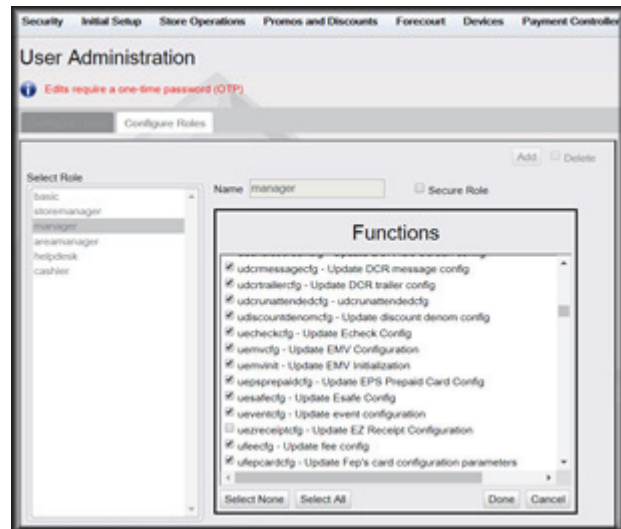 Security Initial Setup Store Operations Promos and Discounts Forecourt Devices Payment Controller
User Administration
Edits require a one-time password (OTP)
Configure Roles
Add Delete
Select Role
basic
storemanager
manager
areamanager
helpdesk
cashier
Name manager Secure Role
Functions
udcrmessagecfg - Update DCR message config
udcrtrailercfg - Update DCR trailer config
udcrunattendedcfg - udcrunattendedcfg
udiscountdenomcfg - Update discount denom config
uecheckcfg - Update Echeck Config
uemvcfg - Update EMV Configuration
uemvinit - Update EMV Initialization
uepsprepaidcfg - Update EPS Prepaid Card Config
uesafecfg - Update Esafe Config
ueventcfg - Update event configuration
uezreceiptcfg - Update EZ Receipt Configuration
ufeecfg - Update fee config
ufepcardcfg - Update Fep's card configuration parameters
Select None Select All Done Cancel